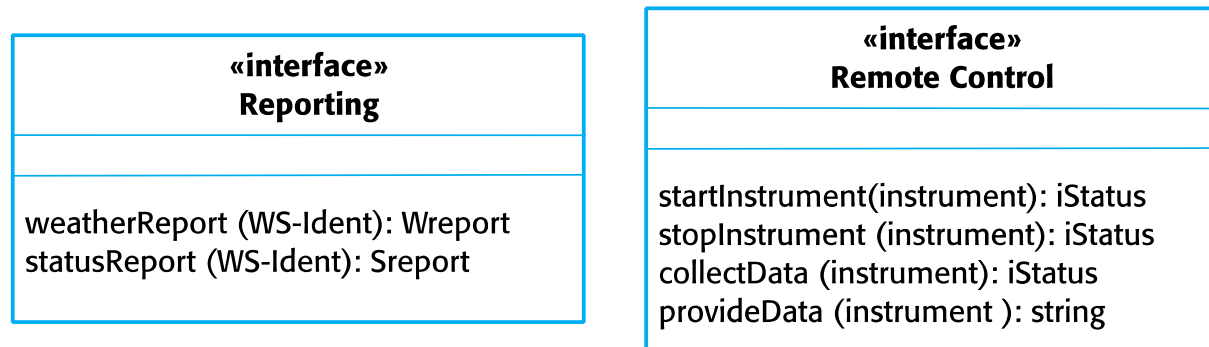 «interface»
Reporting
weatherReport (WS-Ident): Wreport
statusReport (WS-Ident): Sreport
«interface»
Remote Control
startInstrument(instrument): iStatus
stopInstrument (instrument): iStatus
collectData (instrument): iStatus
provideData (instrument ): string